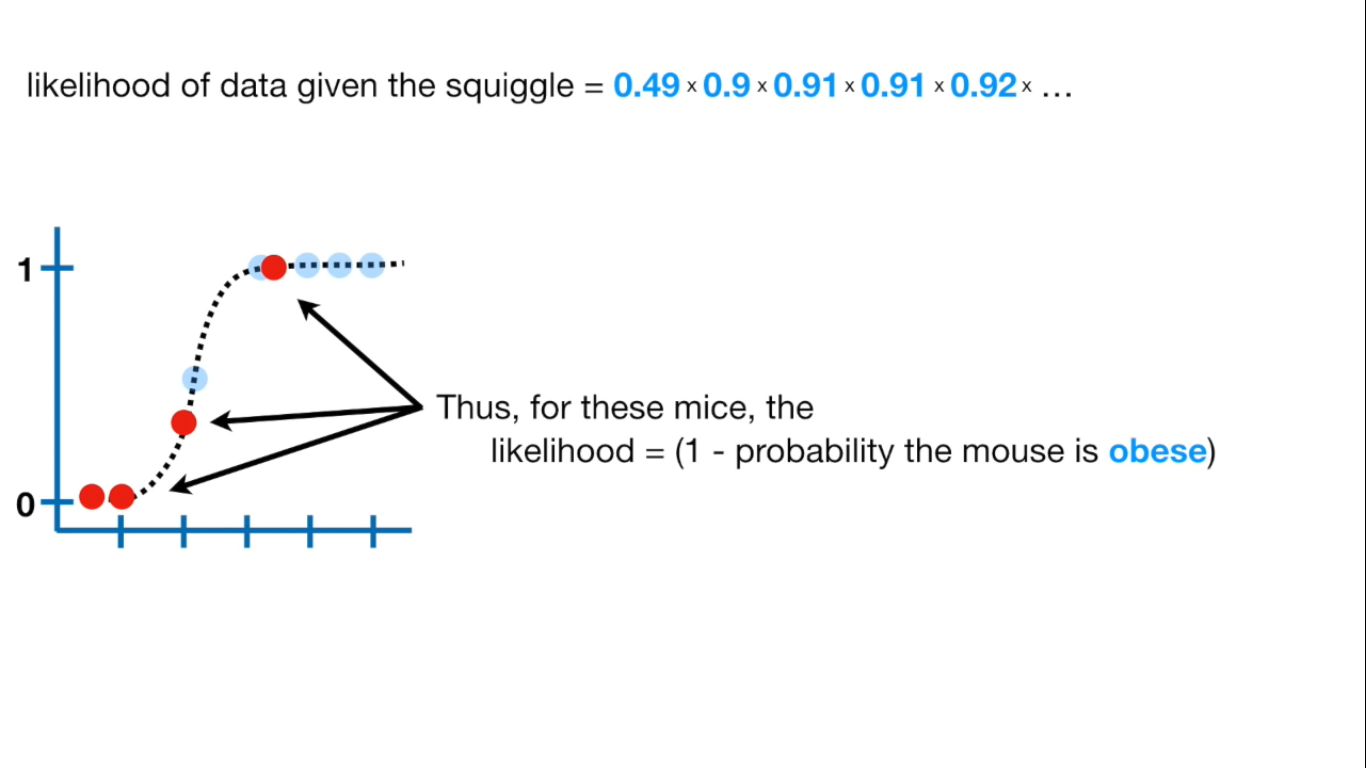 likelihood of data given the squiggle = 0.49 x 0.9 x 0.91 x 0.91 x 0.92 x ...
1
Thus, for these mice, the
likelihood = (1 - probability the mouse is obese)
0